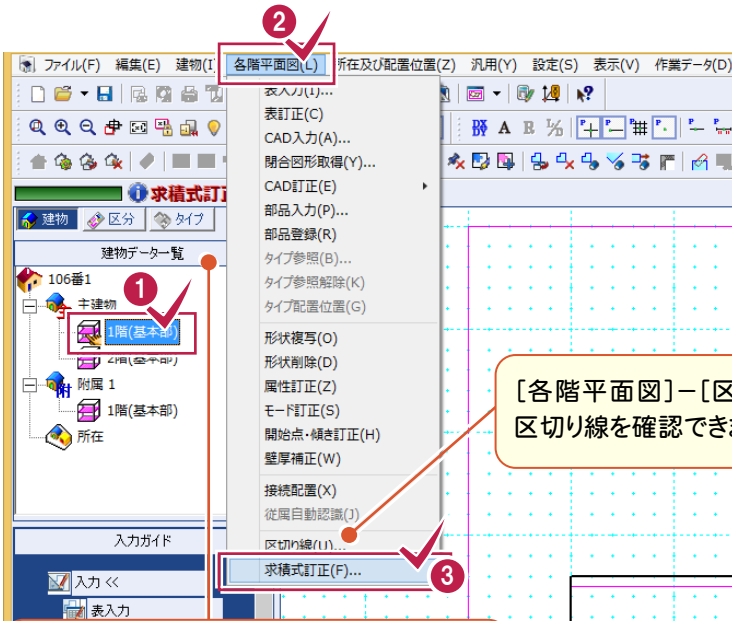 2
ファイル(F) 編集(E) 建物(I) 各階平面図(L) 所在及び配置位置(Z) 汎用(Y) 設定(S) 表示(V) 作業データ(D)
表入力(I)...
表訂正(C)
CAD入力(A)...
閉合図形取得(Y)...
CAD訂正(E)
部品入力(P)...
部品登録(R)
タイプ参照(B)...
タイプ参照解除(K)
タイプ配置位置(G)
形状複写(O)
形状削除(D)
属性訂正(Z)
モード訂正(S)
開始点・傾き訂正(H)
壁厚補正(W)
接続配置(X)
従属自動認識(J)
区切り線(U)...
求積式訂正(F)...
3
求積式訂正
建物 区分 タイプ
建物データ一覧
106番1
1
主建物
1階(基本部)
2階(基本部)
附属 1
1階(基本部)
所在
[各階平面図]-[区
区切り線を確認でき
入力ガイド
入力 <<
表入力